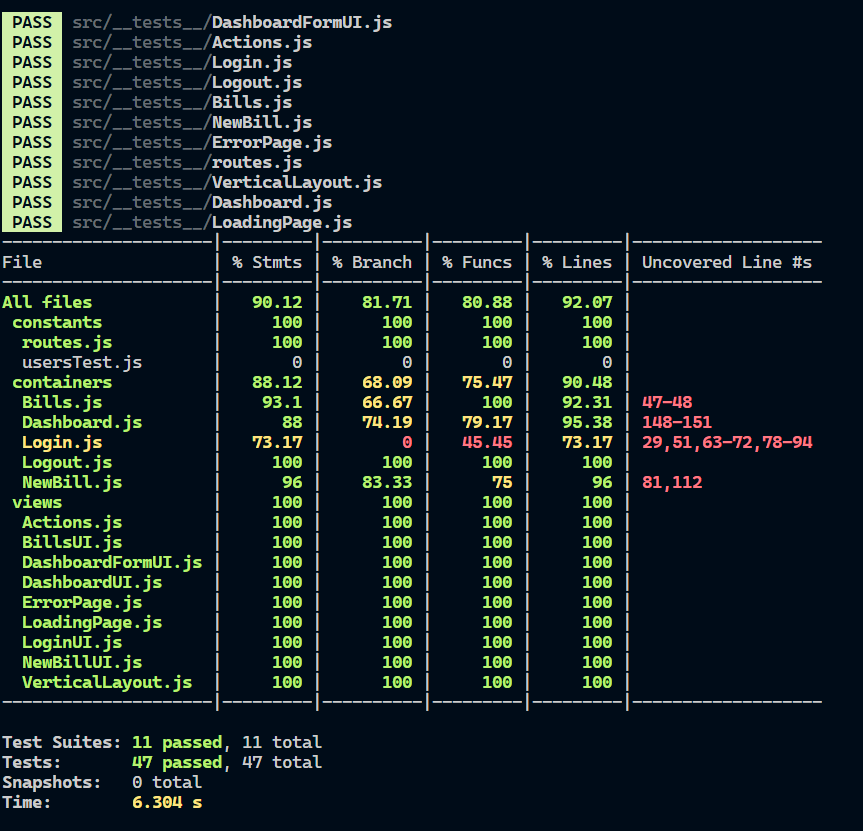 PASS src/__tests__/DashboardFormUI.js
PASS src/__tests__/Actions.js
PASS src/__tests__/Login.js
PASS src/__tests__/Logout.js
PASS src/__tests__/Bills.js
PASS src/__tests__/NewBill.js
PASS src/__tests__/ErrorPage.js
PASS src/__tests__/routes.js
PASS src/__tests__/VerticalLayout.js
PASS src/__tests__/Dashboard.js
PASS src/__tests__/LoadingPage.js
---------------------|---------|----------|---------|---------|-------------------
File                 | % Stmts | % Branch | % Funcs | % Lines | Uncovered Line #s
---------------------|---------|----------|---------|---------|-------------------
All files            |   90.12 |    81.71 |   80.88 |   92.07 |
 constants           |     100 |      100 |     100 |     100 |
  routes.js          |     100 |      100 |     100 |     100 |
  usersTest.js       |       0 |        0 |       0 |       0 |
 containers          |   88.12 |    68.09 |   75.47 |   90.48 |
  Bills.js           |    93.1 |    66.67 |     100 |   92.31 | 47-48
  Dashboard.js       |      88 |    74.19 |   79.17 |   95.38 | 148-151
  Login.js           |   73.17 |        0 |   45.45 |   73.17 | 29,51,63-72,78-94
  Logout.js          |     100 |      100 |     100 |     100 |
  NewBill.js         |      96 |    83.33 |      75 |      96 | 81,112
 views               |     100 |      100 |     100 |     100 |
  Actions.js         |     100 |      100 |     100 |     100 |
  BillsUI.js         |     100 |      100 |     100 |     100 |
  DashboardFormUI.js |     100 |      100 |     100 |     100 |
  DashboardUI.js     |     100 |      100 |     100 |     100 |
  ErrorPage.js       |     100 |      100 |     100 |     100 |
  LoadingPage.js     |     100 |      100 |     100 |     100 |
  LoginUI.js         |     100 |      100 |     100 |     100 |
  NewBillUI.js       |     100 |      100 |     100 |     100 |
  VerticalLayout.js  |     100 |      100 |     100 |     100 |
---------------------|---------|----------|---------|---------|-------------------
Test Suites: 11 passed, 11 total
Tests:       47 passed, 47 total
Snapshots:   0 total
Time:        6.304 s